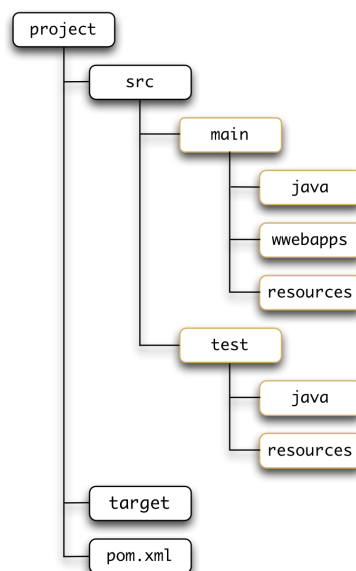 project
src
main
java
wwebapps
resources
test
java
resources
target
pom.xml